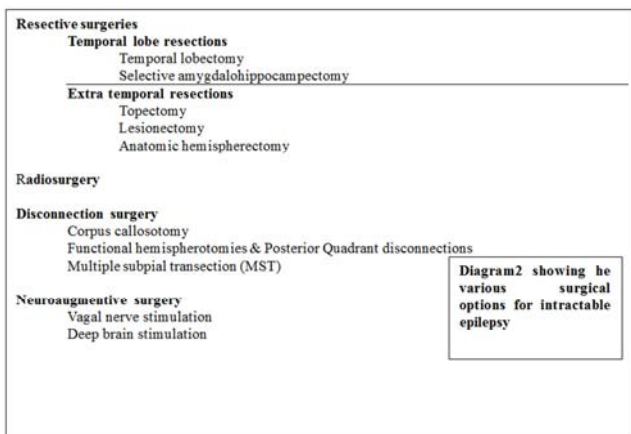 Resective surgeries
Temporal lobe resections
Temporal lobectomy
Selective amygdalohippocampectomy
Extra temporal resections
Topectomy
Lesionectomy
Anatomic hemispherectomy
Radiosurgery
Disconnection surgery
Corpus callosotomy
Functional hemispherotomies & Posterior Quadrant disconnections
Multiple subpial transection (MST)
Neuroaugmentive surgery
Vagal nerve stimulation
Deep brain stimulation
Diagram2 showing he
various surgical
options for intractable
epilepsy